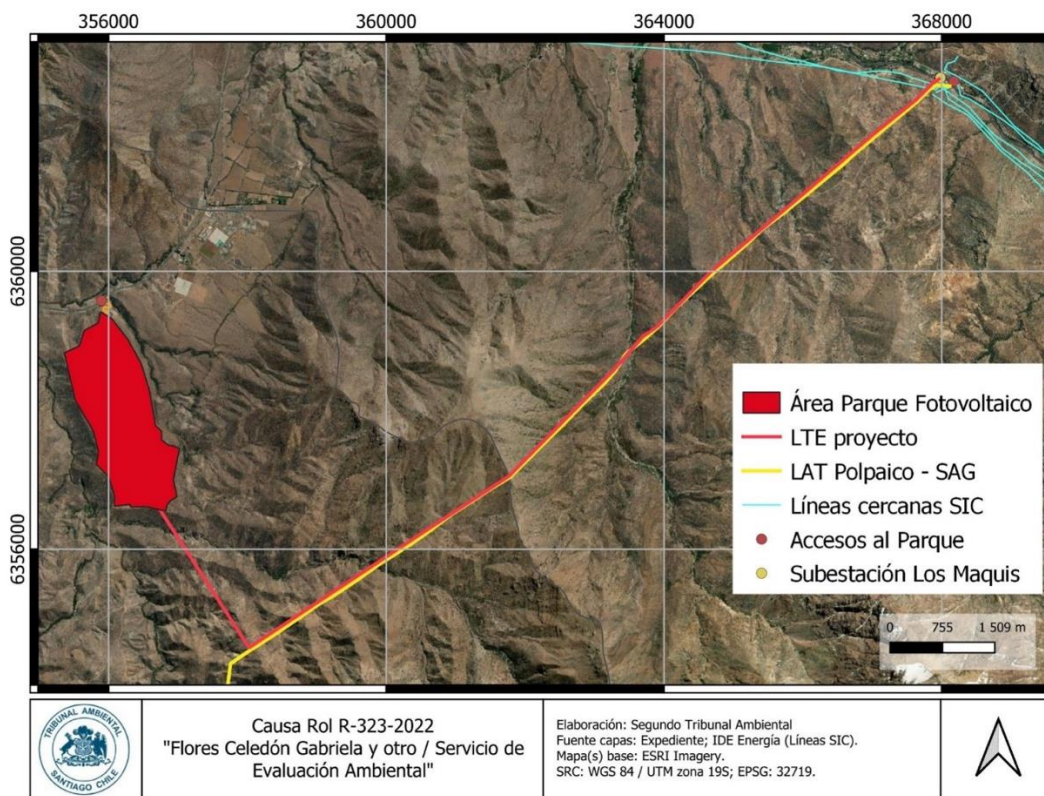 356000 360000 364000 368000
6360000
6356000
Área Parque Fotovoltaico
LTE proyecto
LAT Polpaico - SAG
Líneas cercanas SIC
Accesos al Parque
Subestación Los Maquis
0 755 1 509 m
TRIBUNAL AMBIENTAL
SANTIAGO CHILE
Causa Rol R-323-2022
"Flores Celedón Gabriela y otro / Servicio de
Evaluación Ambiental"
Elaboración: Segundo Tribunal Ambiental
Fuente capas: Expediente; IDE Energía (Líneas SIC).
Mapa(s) base: ESRI Imagery.
SRC: WGS 84 / UTM zona 19S; EPSG: 32719.